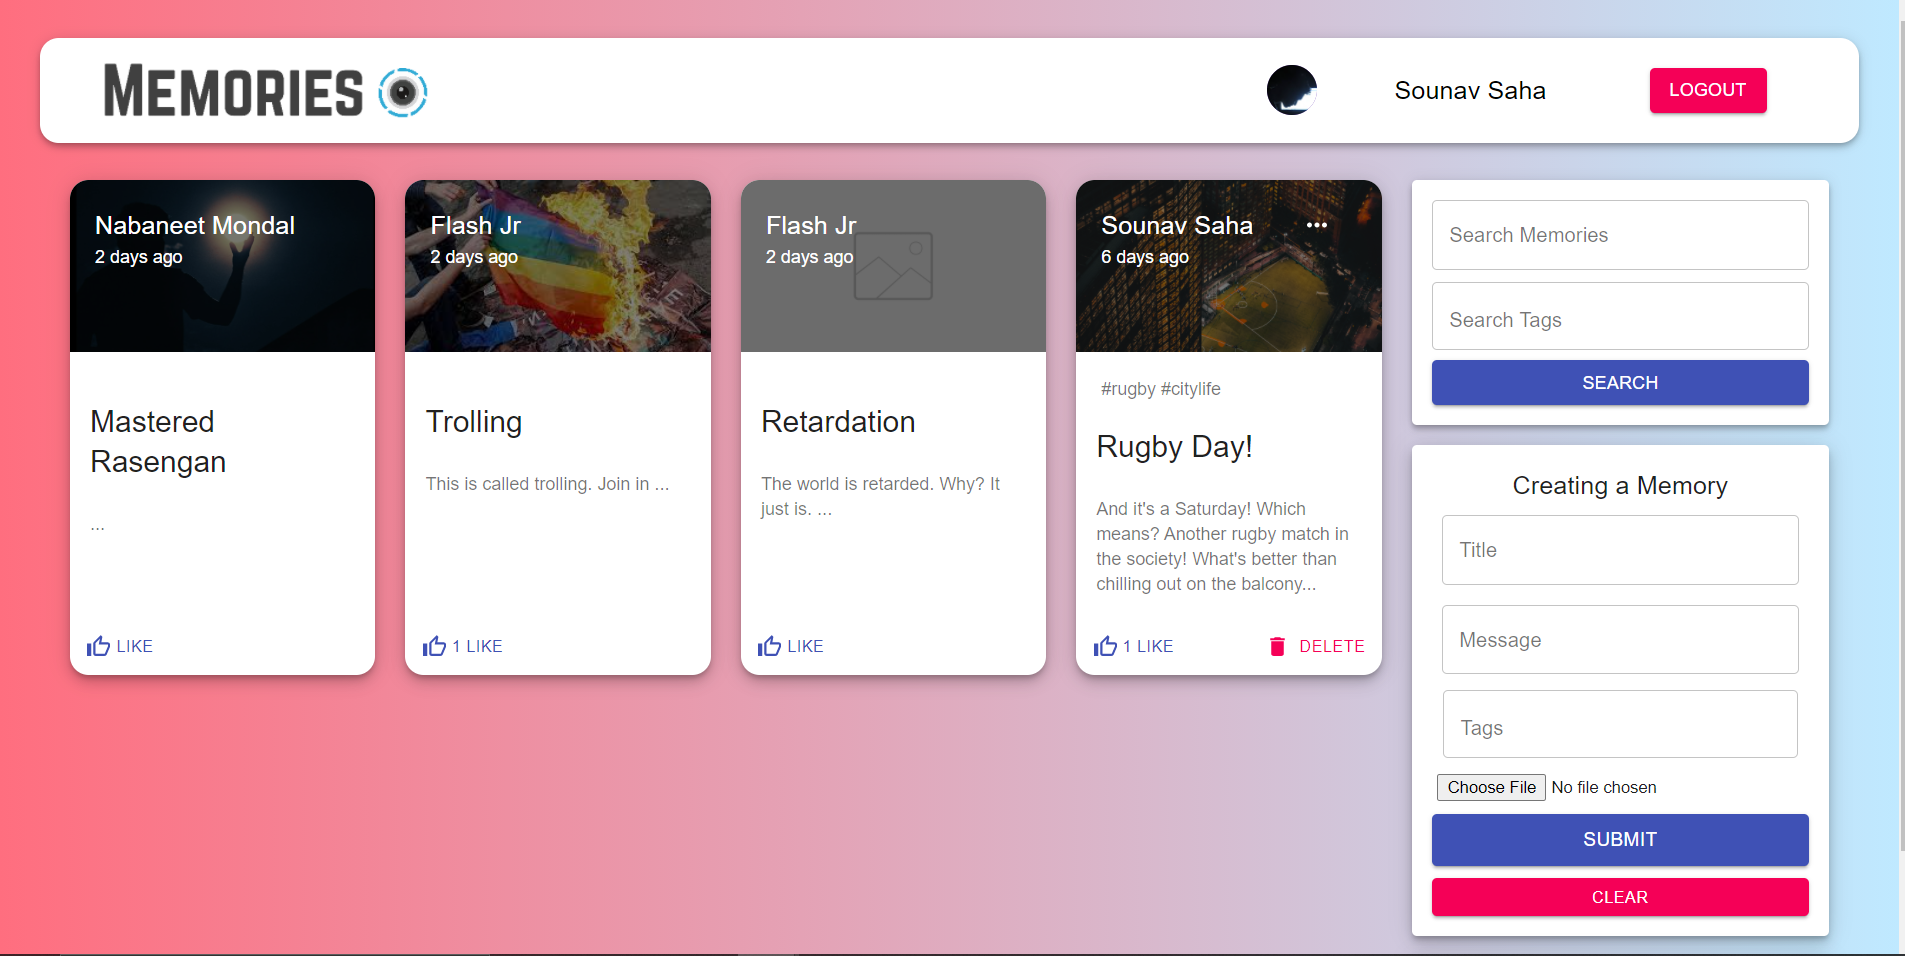 MEMORIES
Sounav Saha
LOGOUT
Nabaneet Mondal
2 days ago
Mastered
Rasengan
...
LIKE
Flash Jr
2 days ago
Trolling
This is called trolling. Join in ...
1 LIKE
Flash Jr
2 days ago
Retardation
The world is retarded. Why? It
just is. ...
LIKE
Sounav Saha
6 days ago
#rugby #citylife
Rugby Day!
And it's a Saturday! Which
means? Another rugby match in
the society! What's better than
chilling out on the balcony...
1 LIKE
DELETE
Search Memories
Search Tags
SEARCH
Creating a Memory
Title
Message
Tags
Choose File No file chosen
SUBMIT
CLEAR